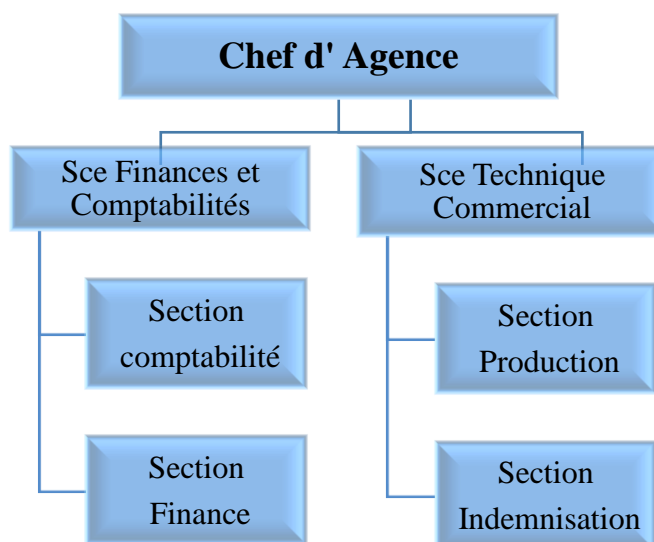 Chef d' Agence
Sce Finances et
Comptabilités
Sce Technique
Commercial
Section
comptabilité
Section
Production
Section
Finance
Section
Indemnisation